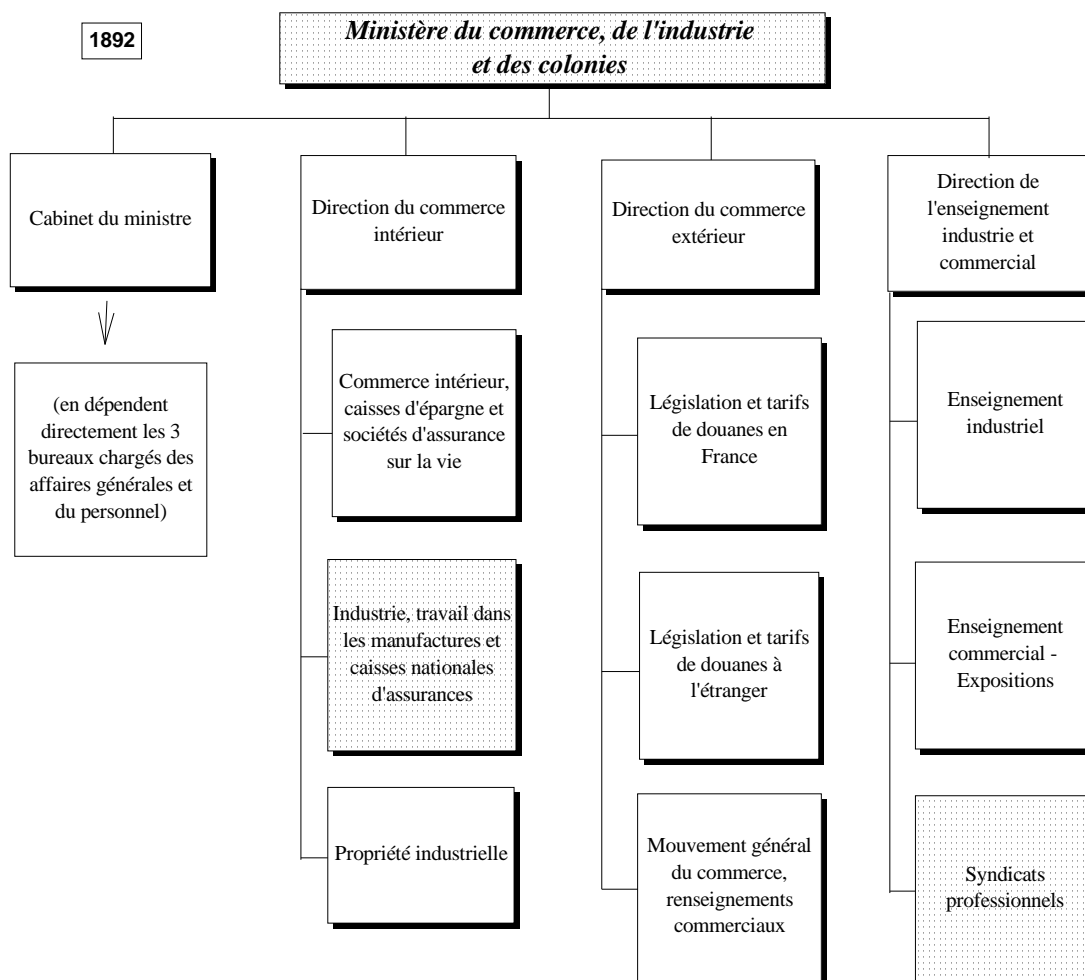 1892
Ministère du commerce, de l'industrie
et des colonies
Cabinet du ministre
Direction du commerce
intérieur
Direction du commerce
extérieur
Direction de
l'enseignement
industrie et
commercial
(en dépendent
directement les 3
bureaux chargés des
affaires générales et
du personnel)
Commerce intérieur,
caisses d'épargne et
sociétés d'assurance
sur la vie
Législation et tarifs
de douanes en
France
Enseignement
industriel
Industrie, travail dans
les manufactures et
caisses nationales
d'assurances
Législation et tarifs
de douanes à
l'étranger
Enseignement
commercial -
Expositions
Propriété industrielle
Mouvement général
du commerce,
renseignements
commerciaux
Syndicats
professionnels